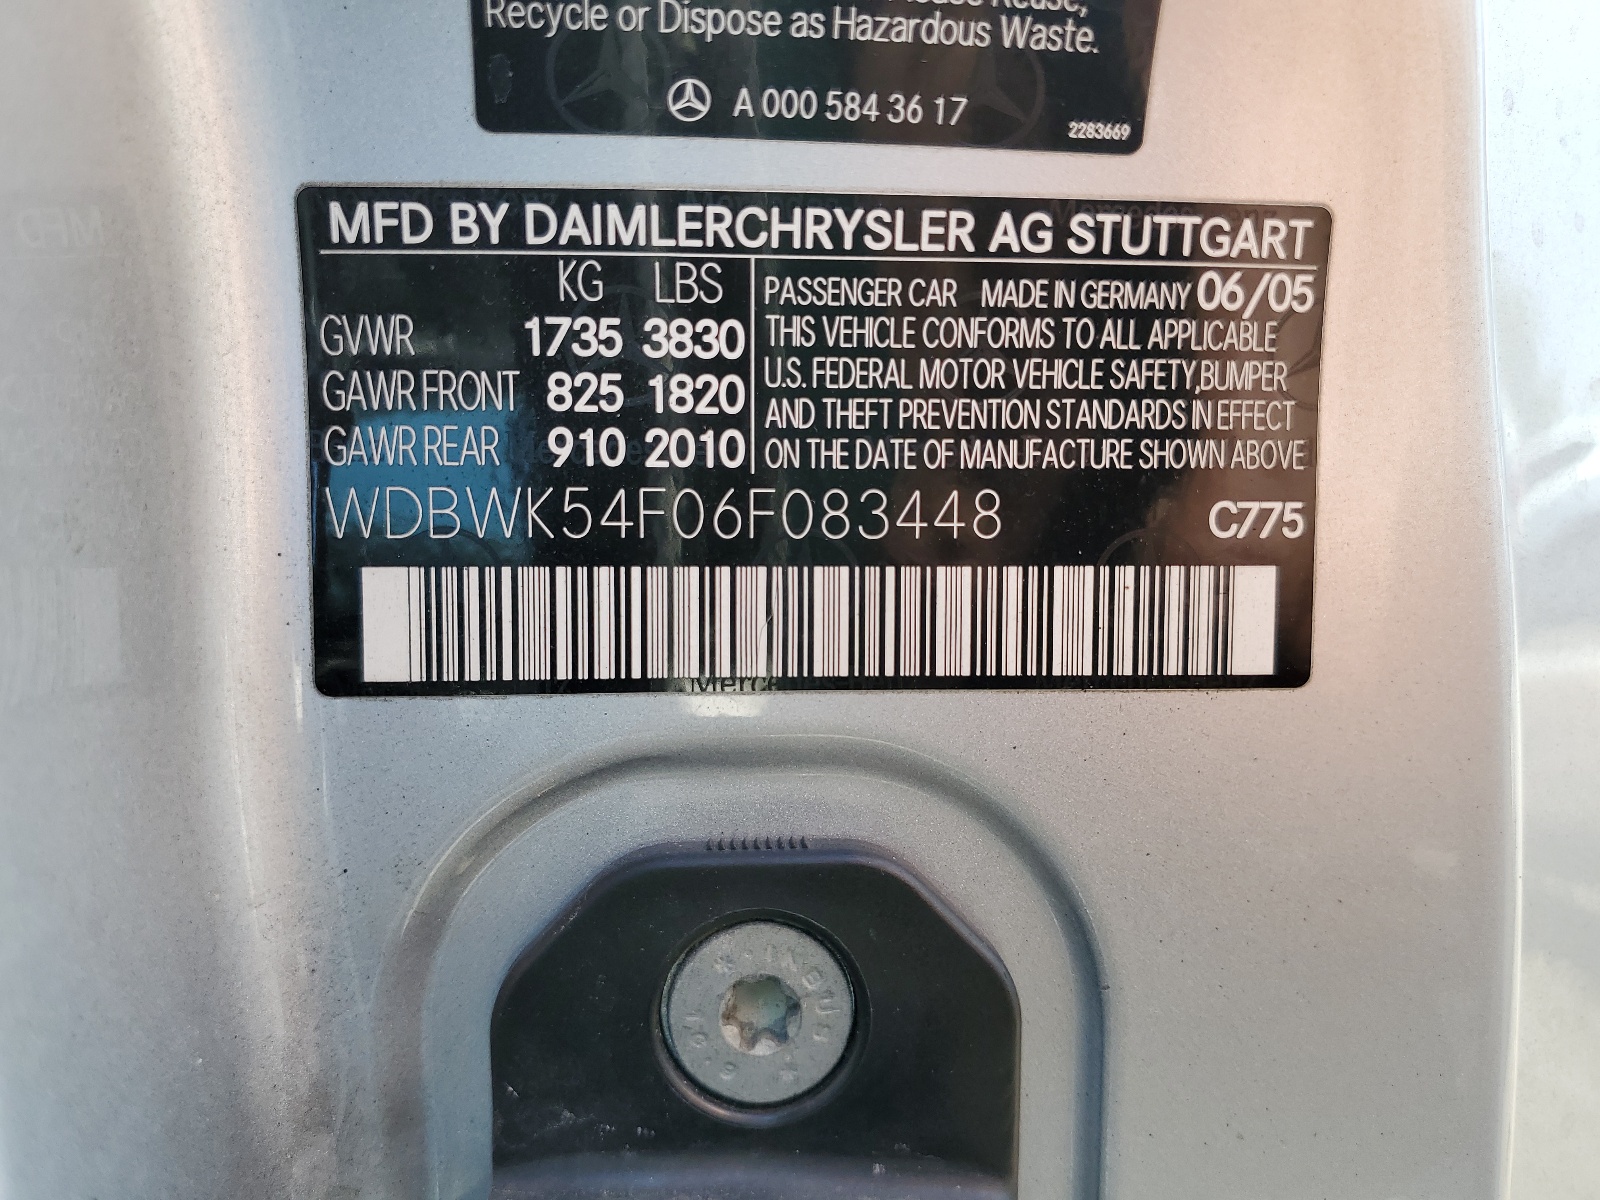 Reuse,
Recycle or Dispose as Hazardous Waste.
A 000 584 36 17
2283669
MFD BY DAIMLERCHRYSLER AG STUTTGART
KG LBS
GVWR 1735 3830
GAWR FRONT 825 1820
GAWR REAR 910 2010
PASSENGER CAR MADE IN GERMANY 06/05
THIS VEHICLE CONFORMS TO ALL APPLICABLE
U.S. FEDERAL MOTOR VEHICLE SAFETY, BUMPER
AND THEFT PREVENTION STANDARDS IN EFFECT
ON THE DATE OF MANUFACTURE SHOWN ABOVE
WDBWK54F06F083448 C775